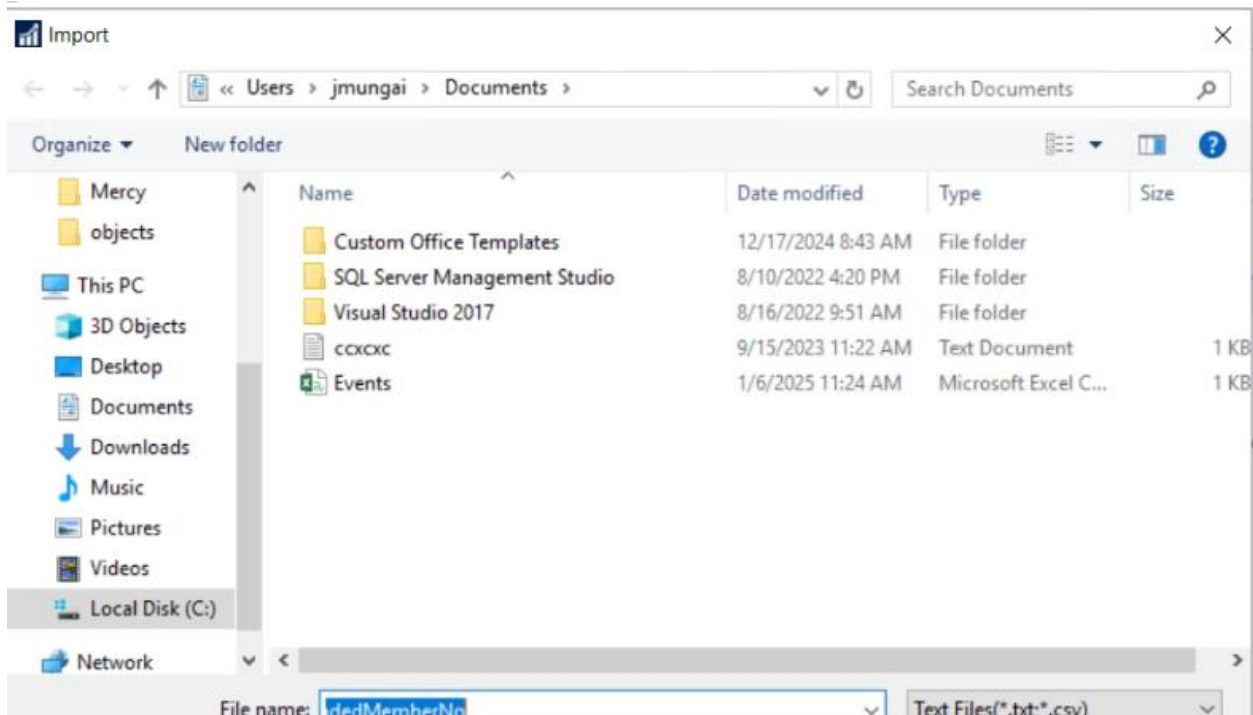 Import
« Users › jmungai › Documents ›
Search Documents
Organize
New folder
Mercy
objects
This PC
3D Objects
Desktop
Documents
Downloads
Music
Pictures
Videos
Local Disk (C:)
Network
Name Date modified Type Size
Custom Office Templates 12/17/2024 8:43 AM File folder
SQL Server Management Studio 8/10/2022 4:20 PM File folder
Visual Studio 2017 8/16/2022 9:51 AM File folder
ccxcxc 9/15/2023 11:22 AM Text Document 1 KB
Events 1/6/2025 11:24 AM Microsoft Excel C... 1 KB
File name: dedMemberNo
Text Files(*.txt;*.csv)